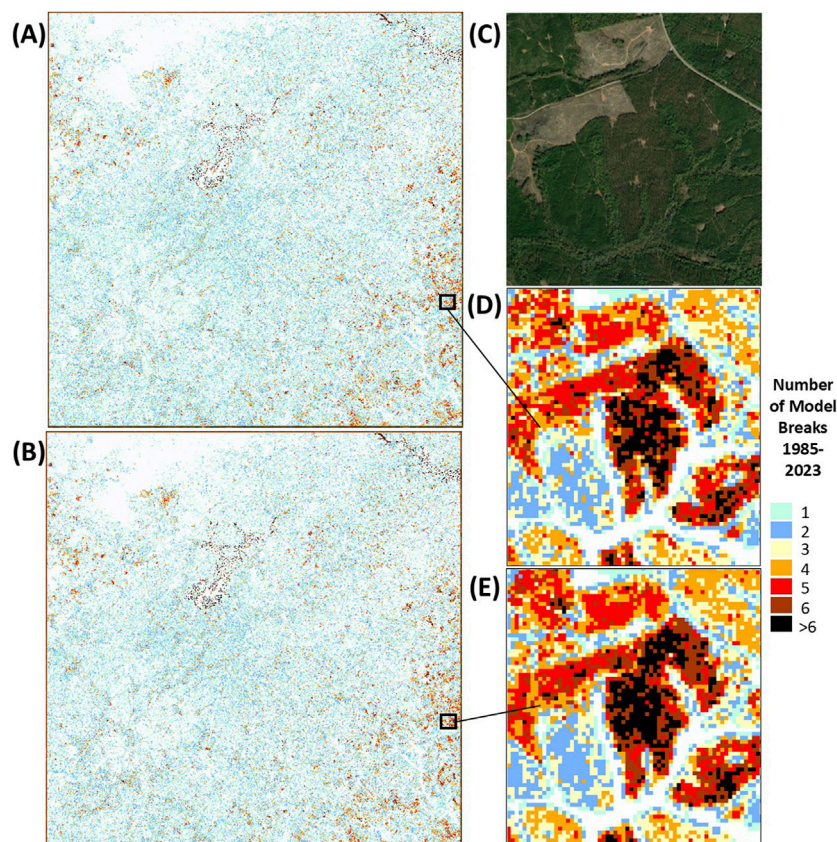 (A)
(C)
(D)
Number
of Model
Breaks
1985-
2023
1
2
3
4
5
6
>6
(B)
(E)